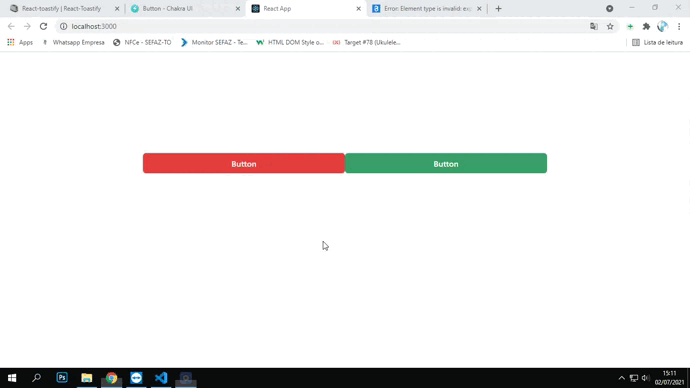 React-toastify | React-Toastify
Button - Chakra UI
React App
Error: Element type is invalid: exp
localhost:3000
Apps
Whatsapp Empresa
NFCe - SEFAZ-TO
Monitor SEFAZ - Te...
HTML DOM Style o...
Target #78 (Ukulele...
Lista de leitura
Button
Button
15:11
02/07/2021